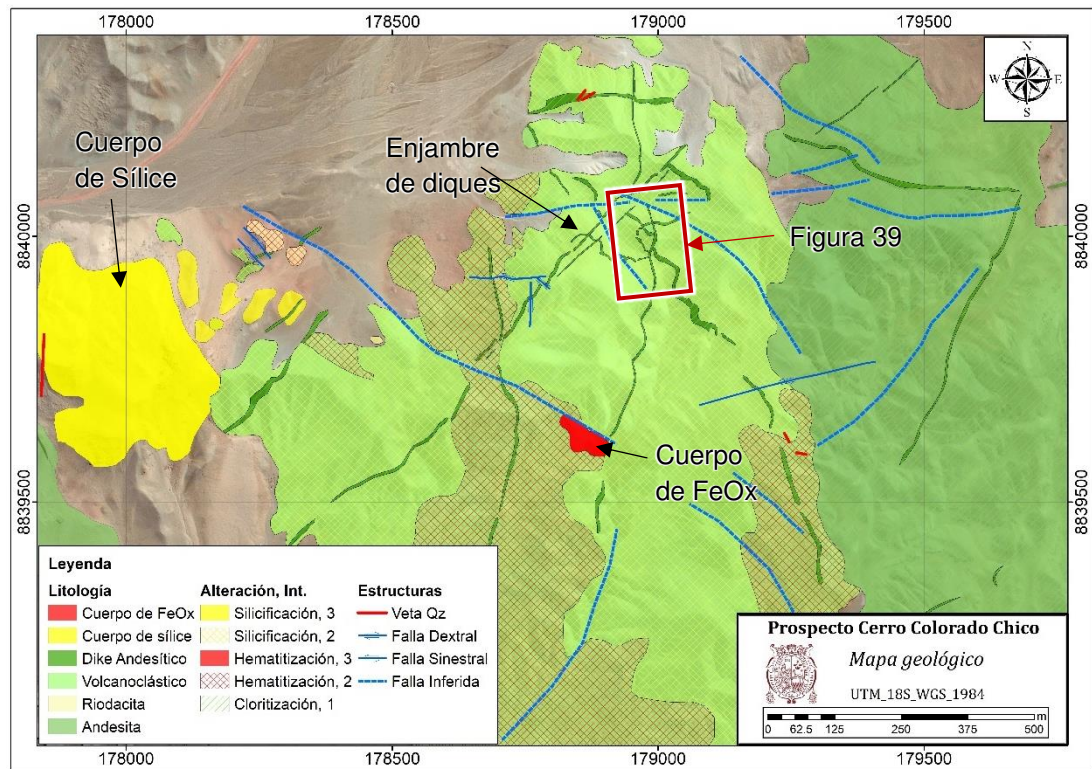 178000 178500 179000 179500
N
W E
S
Cuerpo
de Sílice
Enjambre
de diques
Figura 39
8840000 8840000
Cuerpo
de FeOx
8839500 8839500
Leyenda
Litología
Cuerpo de FeOx
Cuerpo de sílice
Dike Andesítico
Volcanoclástico
Riodacita
Andesita
Alteración, Int.
Silicificación, 3
Silicificación, 2
Hematitización, 3
Hematitización, 2
Cloritización, 1
Estructuras
Veta Qz
Falla Dextral
Falla Sinestral
Falla Inferida
Prospecto Cerro Colorado Chico
Mapa geológico
UTM_18S_WGS_1984
0 62.5 125 250 375 500 m
178000 178500 179000 179500